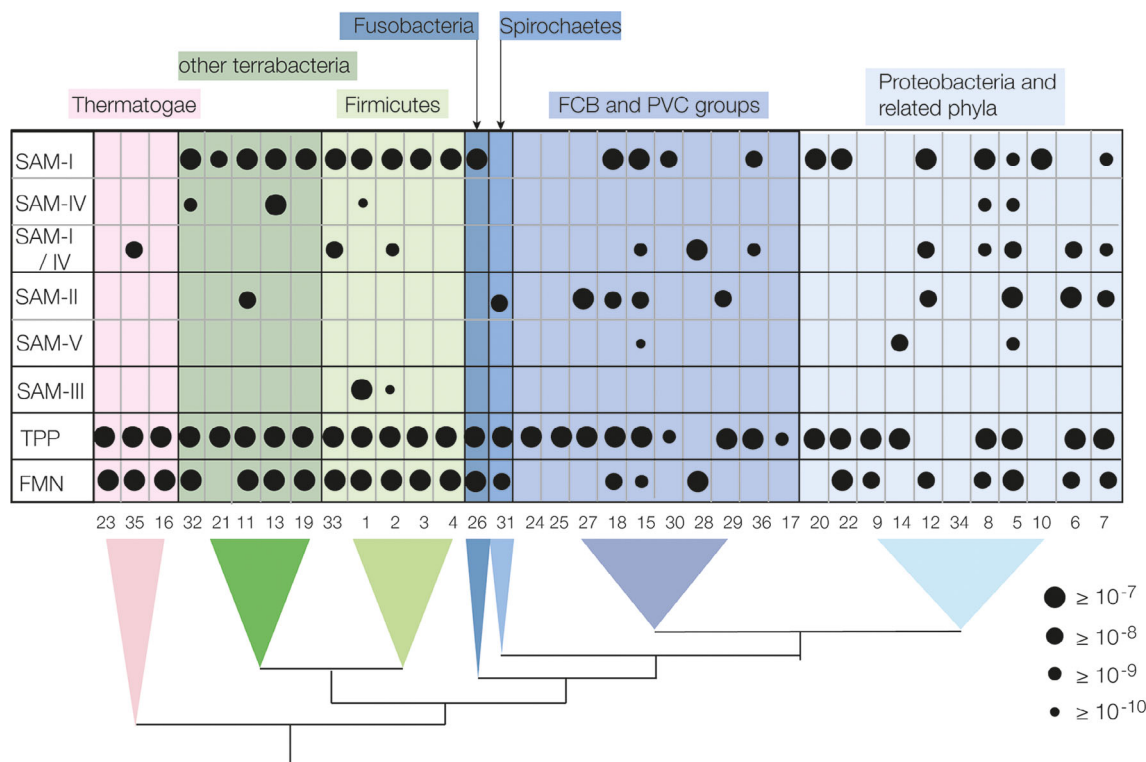 Fusobacteria
Spirochaetes
other terrabacteria
Thermatogae
Firmicutes
FCB and PVC groups
Proteobacteria and
related phyla
SAM-I
SAM-IV
SAM-I
/ IV
SAM-II
SAM-V
SAM-III
TPP
FMN
23 35 16 32 21 11 13 19 33 1 2 3 4 26 31 24 25 27 18 15 30 28 29 36 17 20 22 9 14 12 34 8 5 10 6 7
≥ 10-7
≥ 10-8
≥ 10-9
≥ 10-10